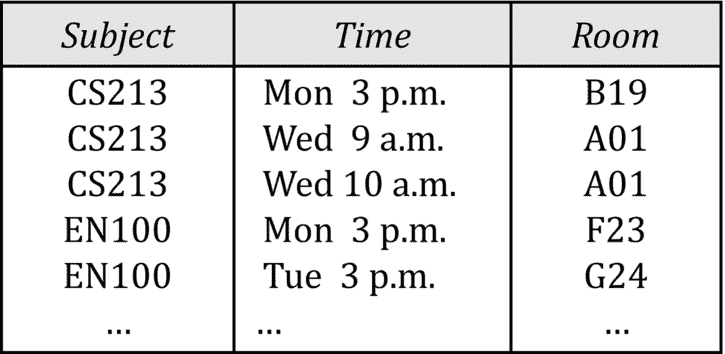 Subject Time Room
CS213 Mon 3 p.m. B19
CS213 Wed 9 a.m. A01
CS213 Wed 10 a.m. A01
EN100 Mon 3 p.m. F23
EN100 Tue 3 p.m. G24
... ... ...